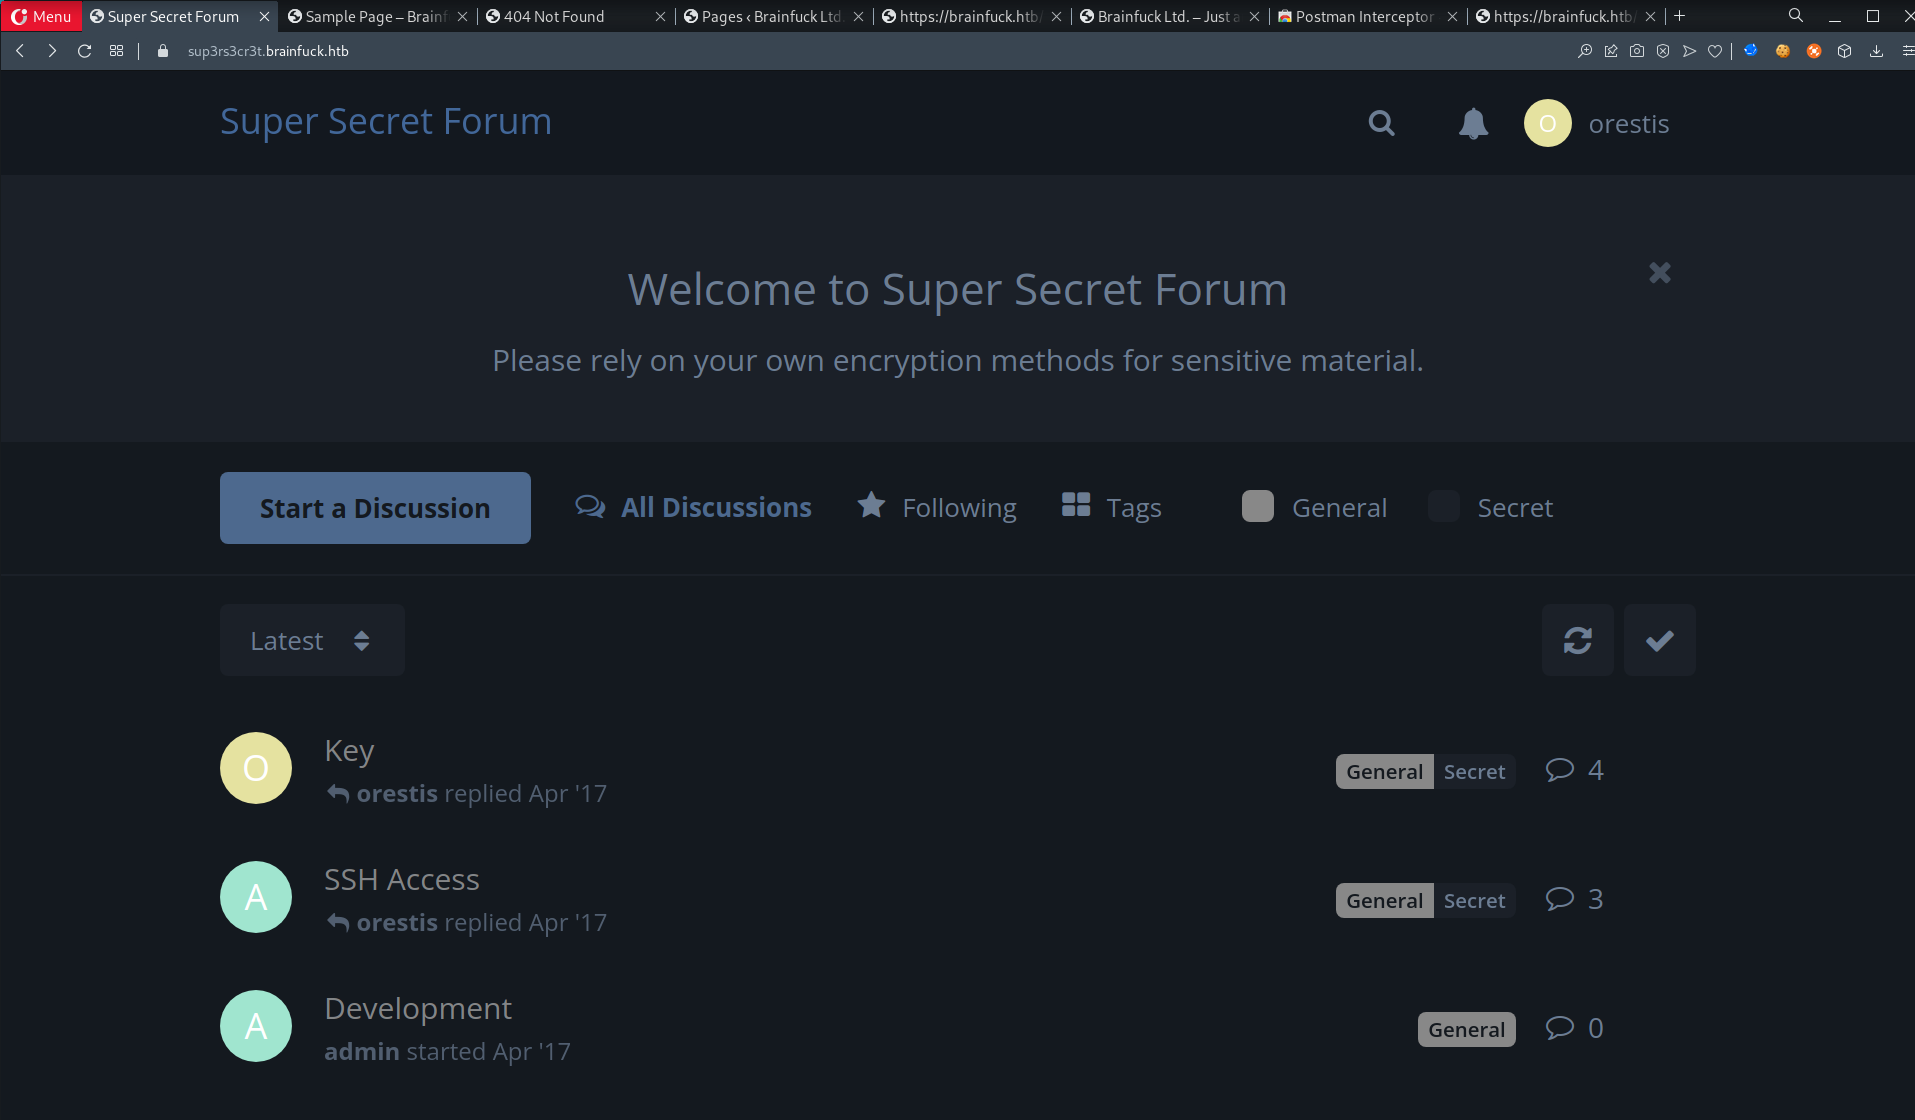 Menu Super Secret Forum Sample Page – Brainf 404 Not Found Pages ‹ Brainfuck Ltd. https://brainfuck.htb/ Brainfuck Ltd. – Just a Postman Interceptor https://brainfuck.htb/
sup3rs3cr3t.brainfuck.htb
Super Secret Forum
O orestis
Welcome to Super Secret Forum
Please rely on your own encryption methods for sensitive material.
Start a Discussion All Discussions Following Tags General Secret
Latest
O Key General Secret 4
orestis replied Apr '17
A SSH Access General Secret 3
orestis replied Apr '17
A Development General 0
admin started Apr '17